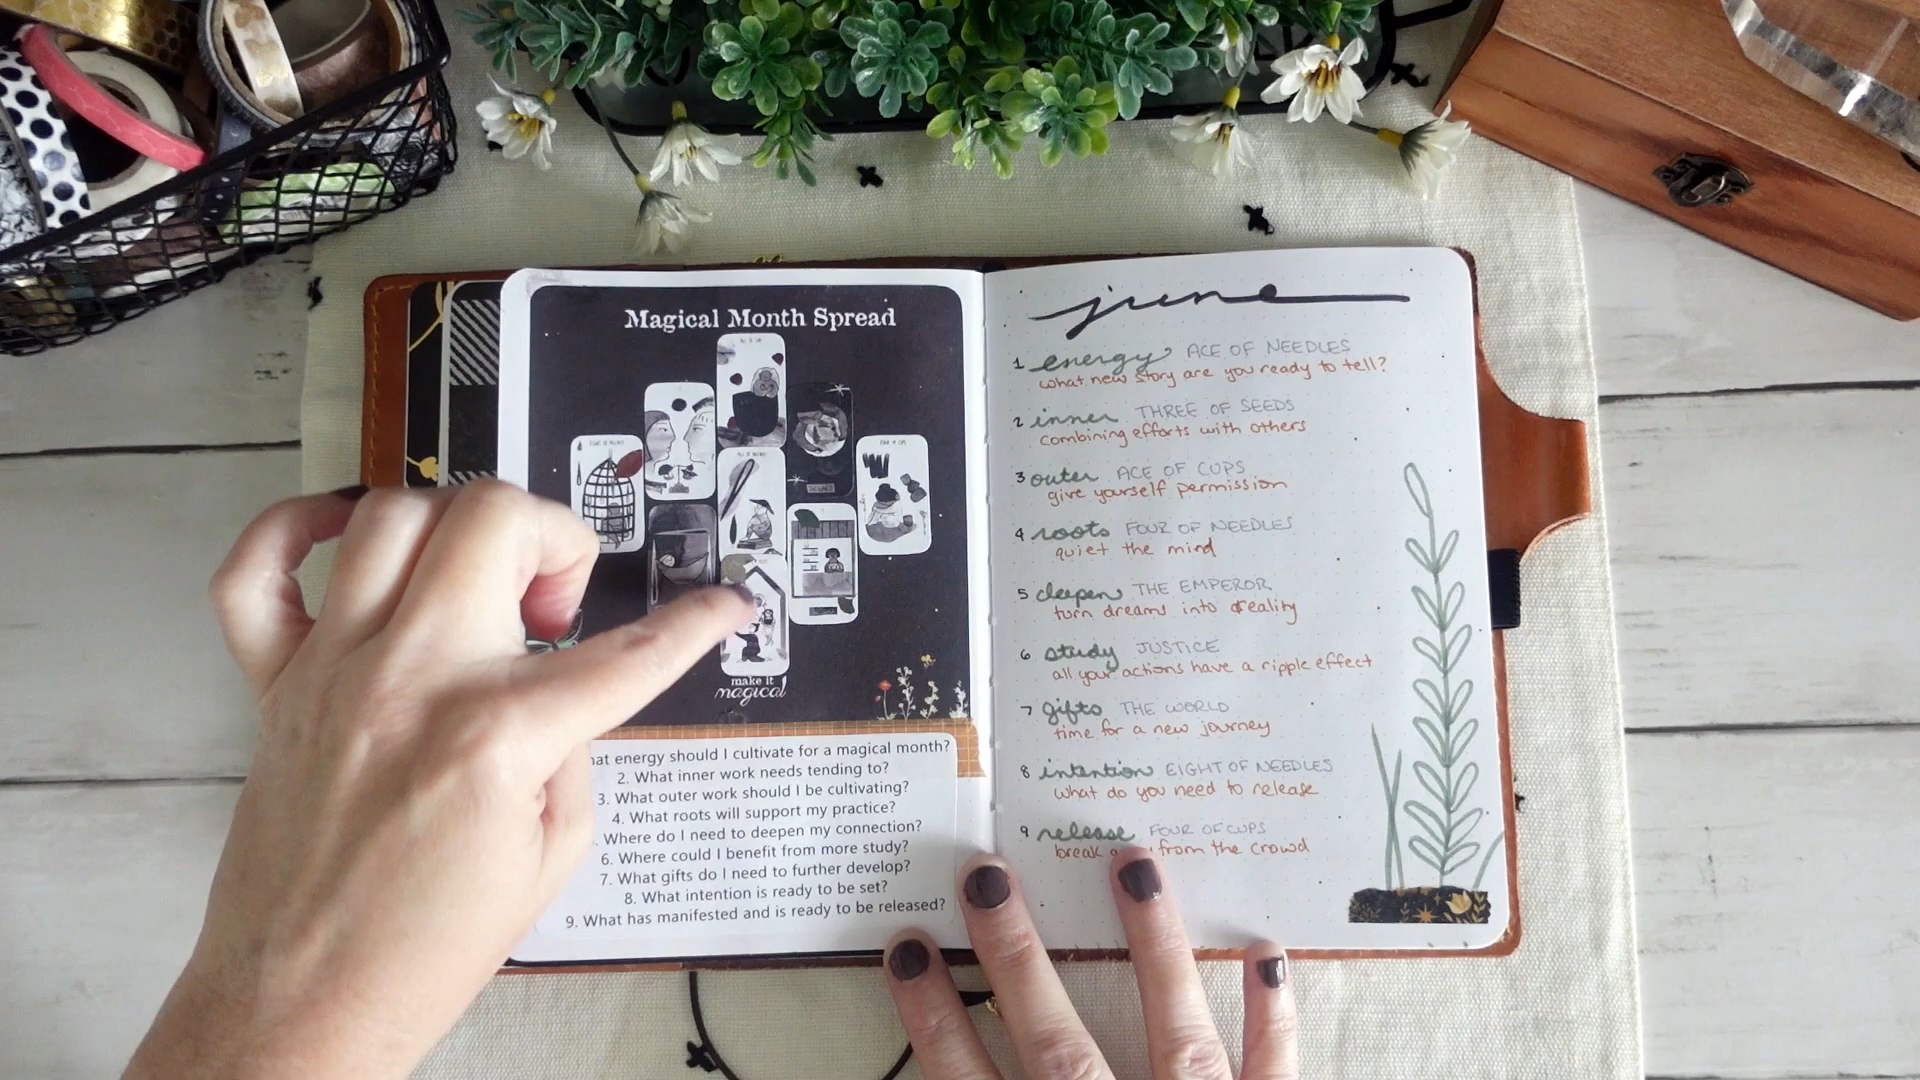 Magical Month Spread
make it
magical
energy should I cultivate for a magical month?
2. What inner work needs tending to?
3. What outer work should I be cultivating?
4. What roots will support my practice?
Where do I need to deepen my connection?
6. Where could I benefit from more study?
7. What gifts do I need to further develop?
8. What intention is ready to be set?
9. What has manifested and is ready to be released?
june
1 energy ACE OF NEEDLES
what new story are you ready to tell?
2 inner THREE OF SEEDS
combining efforts with others
3 outer ACE OF CUPS
give yourself permission
4 roots FOUR OF NEEDLES
quiet the mind
5 deepen THE EMPEROR
turn dreams into reality
6 study JUSTICE
all your actions have a ripple effect
7 gifts THE WORLD
time for a new journey
8 intention EIGHT OF NEEDLES
what do you need to release
9 release FOUR OF CUPS
break from the crowd